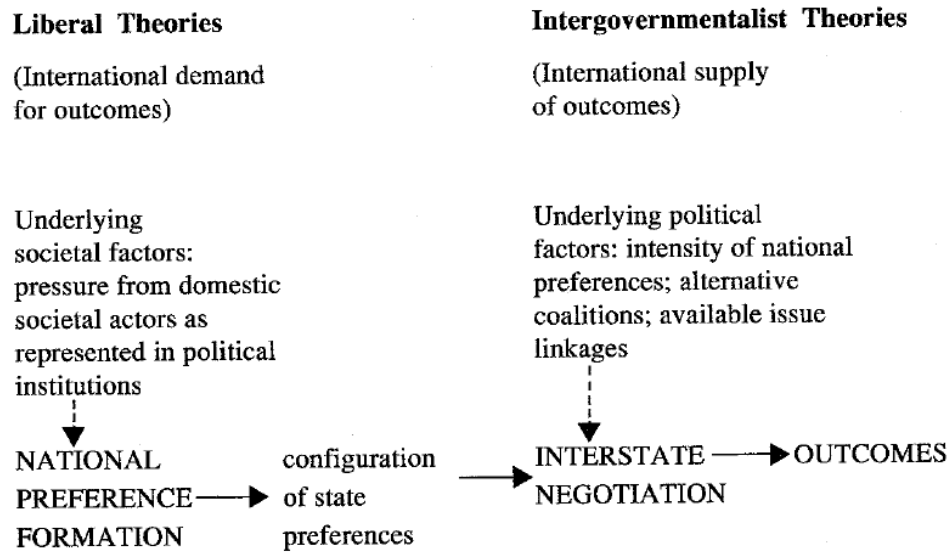 Liberal Theories
(International demand
for outcomes)
Intergovernmentalist Theories
(International supply
of outcomes)
Underlying
societal factors:
pressure from domestic
societal actors as
represented in political
institutions
Underlying political
factors: intensity of national
preferences; alternative
coalitions; available issue
linkages
NATIONAL
PREFERENCE
FORMATION
configuration
of state
preferences
INTERSTATE
NEGOTIATION
OUTCOMES